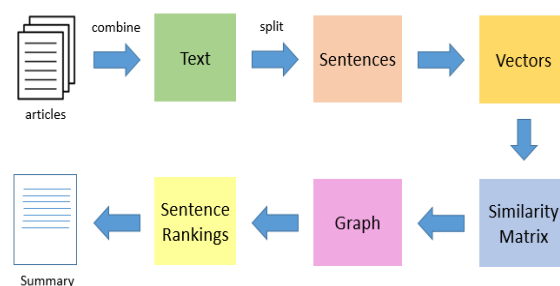 combine
split
Text
Sentences
Vectors
articles
Similarity
Matrix
Graph
Sentence
Rankings
Summary